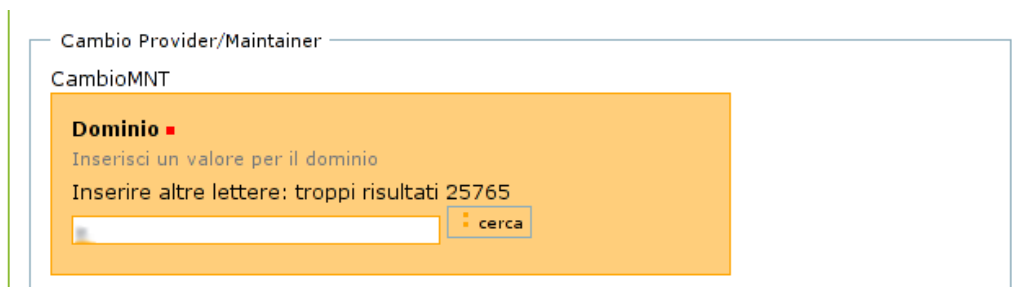 Cambio Provider/Maintainer
CambioMNT
Dominio
Inserisci un valore per il dominio
Inserire altre lettere: troppi risultati 25765
cerca